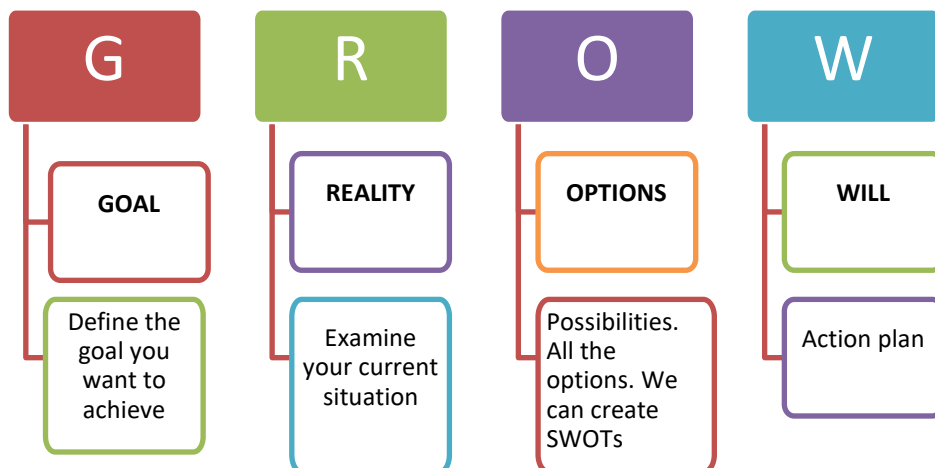 G
R
O
W
GOAL
REALITY
OPTIONS
WILL
Define the
goal you
want to
achieve
Examine
your current
situation
Possibilities.
All the
options. We
can create
SWOTs
Action plan